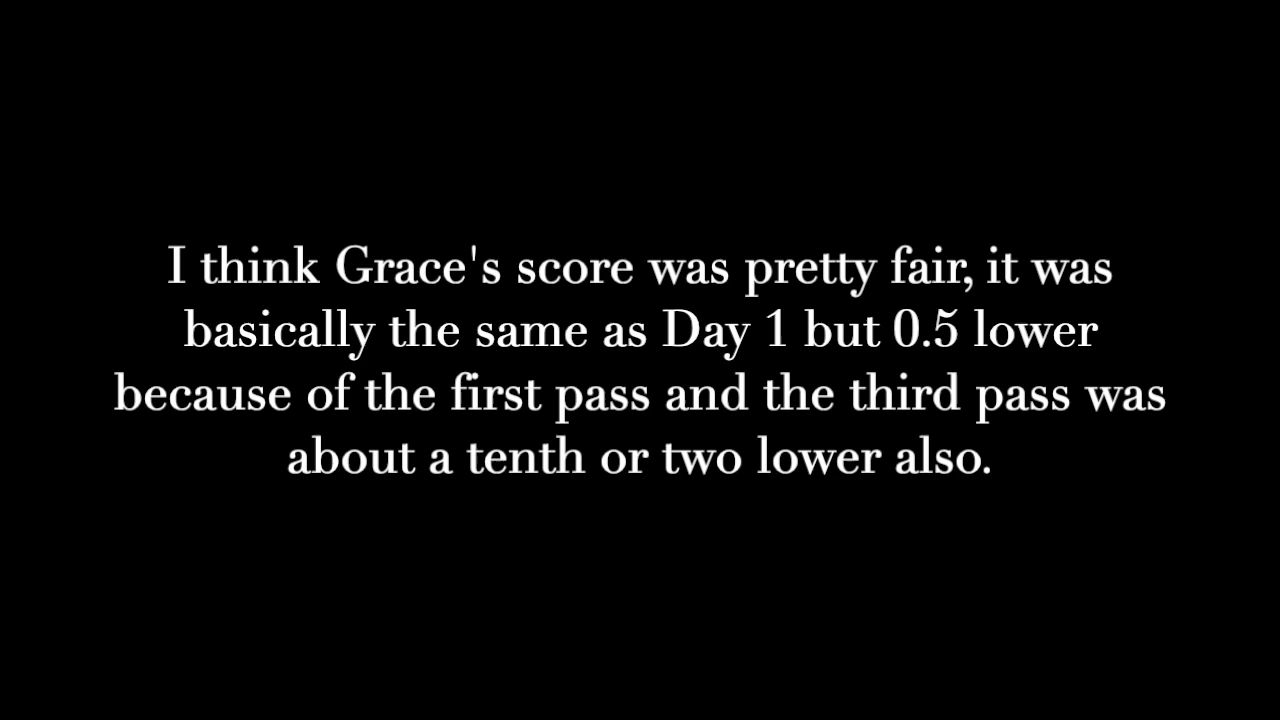 I think Grace's score was pretty fair, it was
basically the same as Day 1 but 0.5 lower
because of the first pass and the third pass was
about a tenth or two lower also.